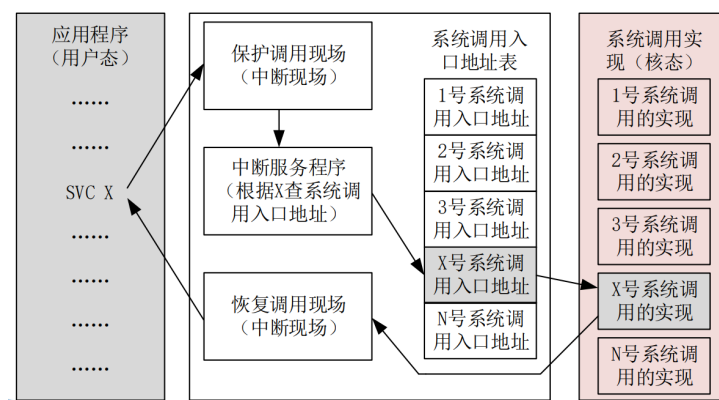 应用程序
（用户态）
……
……
SVC X
……
……
……
……
保护调用现场
（中断现场）
中断服务程序
（根据X查系统调
用入口地址）
恢复调用现场
（中断现场）
系统调用入
口地址表
1号系统调
用入口地址
2号系统调
用入口地址
3号系统调
用入口地址
X号系统调
用入口地址
N号系统调
用入口地址
系统调用实
现（核态）
1号系统调
用的实现
2号系统调
用的实现
3号系统调
用的实现
X号系统调
用的实现
N号系统调
用的实现